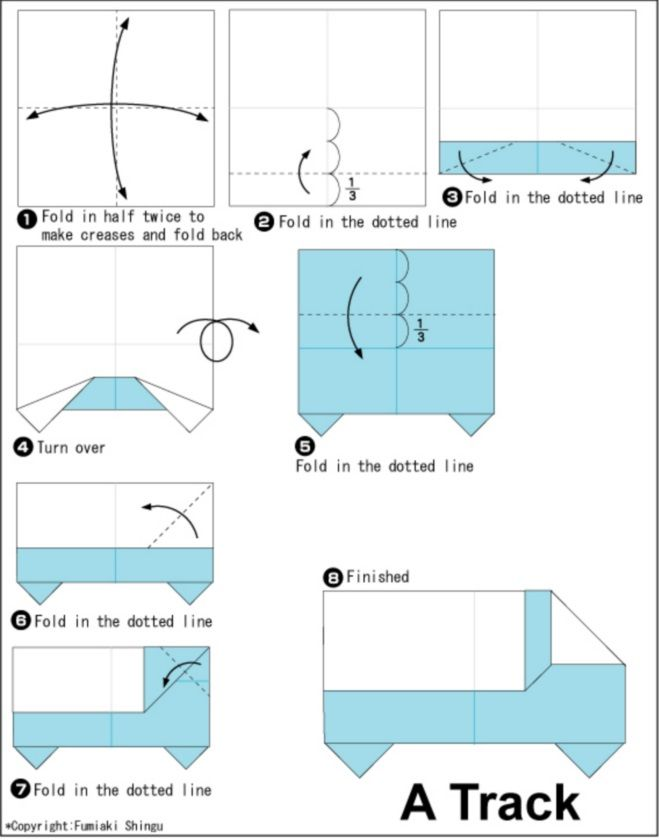 1 Fold in half twice to
make creases and fold back
1/3
2 Fold in the dotted line
3 Fold in the dotted line
4 Turn over
1/3
5
Fold in the dotted line
6 Fold in the dotted line
7 Fold in the dotted line
8 Finished
A Track
*Copyright:Fumiaki Shingu